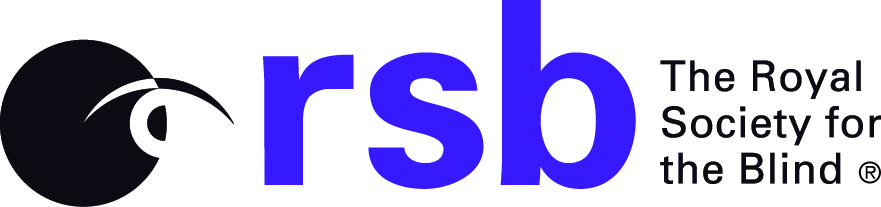 rsb
The Royal
Society for
the Blind ®